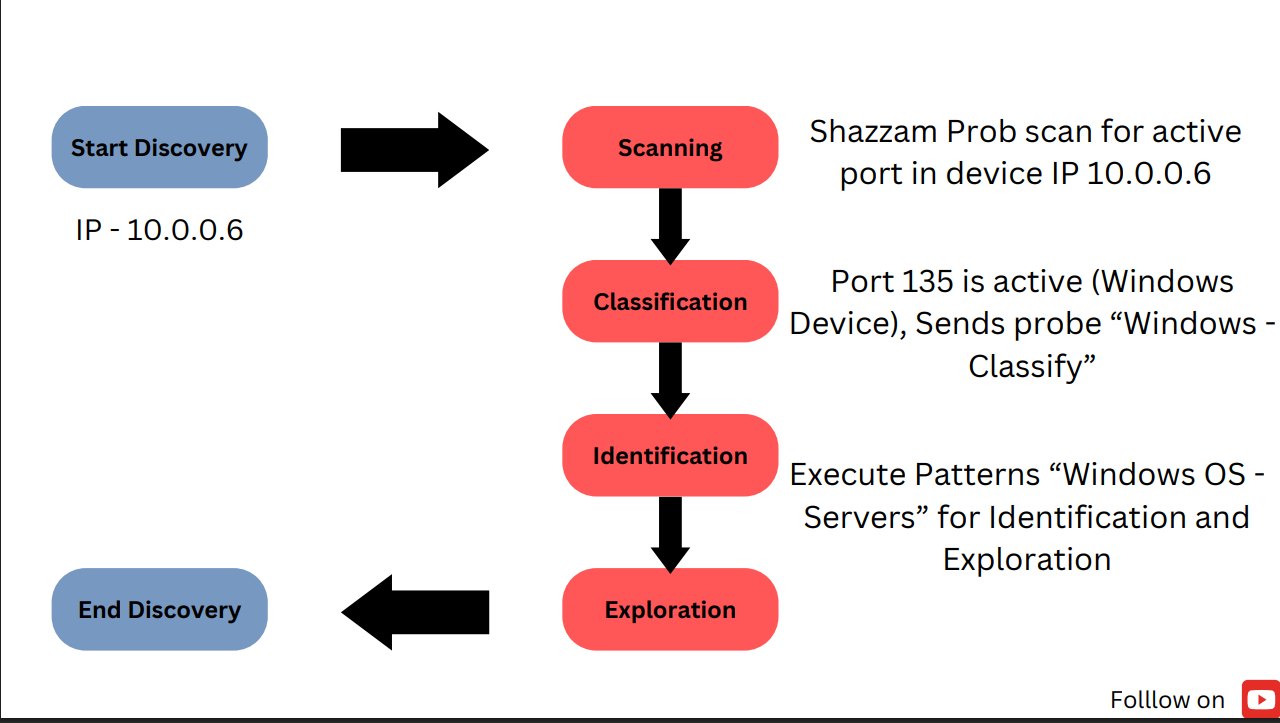 Start Discovery
IP - 10.0.0.6
Scanning
Shazzam Prob scan for active
port in device IP 10.0.0.6
Classification
Port 135 is active (Windows
Device), Sends probe “Windows -
Classify”
Identification
Execute Patterns “Windows OS -
Servers” for Identification and
Exploration
Exploration
End Discovery
Folllow on